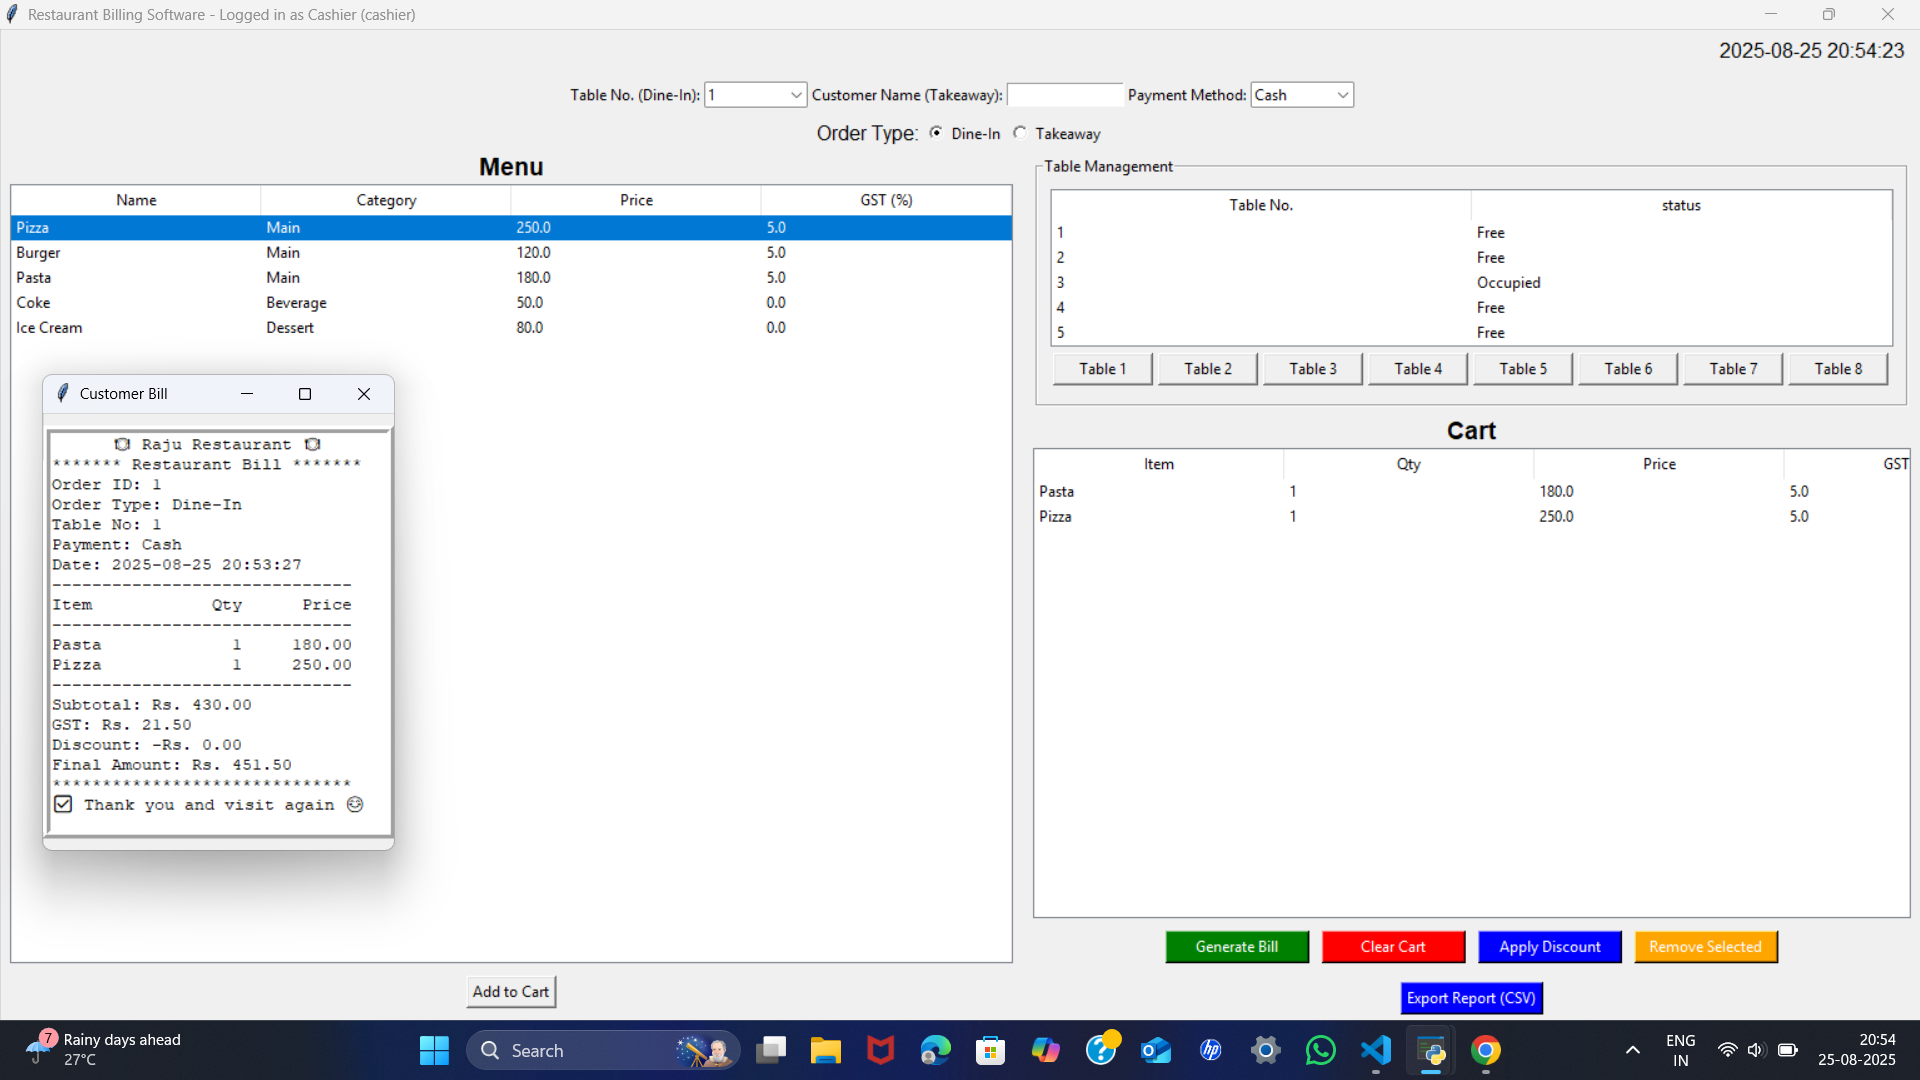 Restaurant Billing Software - Logged in as Cashier (cashier)
2025-08-25 20:54:23
Table No. (Dine-In): 1 Customer Name (Takeaway): Payment Method: Cash
Order Type: Dine-In Takeaway
Menu
Name Category Price GST (%)
Pizza Main 250.0 5.0
Burger Main 120.0 5.0
Pasta Main 180.0 5.0
Coke Beverage 50.0 0.0
Ice Cream Dessert 80.0 0.0
Table Management
Table No. status
1 Free
2 Free
3 Occupied
4 Free
5 Free
Table 1 Table 2 Table 3 Table 4 Table 5 Table 6 Table 7 Table 8
Customer Bill
🍽 Raju Restaurant 🍽
******* Restaurant Bill *******
Order ID: 1
Order Type: Dine-In
Table No: 1
Payment: Cash
Date: 2025-08-25 20:53:27
------------------------------
Item Qty Price
------------------------------
Pasta 1 180.00
Pizza 1 250.00
------------------------------
Subtotal: Rs. 430.00
GST: Rs. 21.50
Discount: -Rs. 0.00
Final Amount: Rs. 451.50
******************************
☑ Thank you and visit again 😊
Cart
Item Qty Price GST
Pasta 1 180.0 5.0
Pizza 1 250.0 5.0
Generate Bill Clear Cart Apply Discount Remove Selected
Add to Cart
Export Report (CSV)
7
Rainy days ahead
27°C
Search
hp
ENG
IN
20:54
25-08-2025